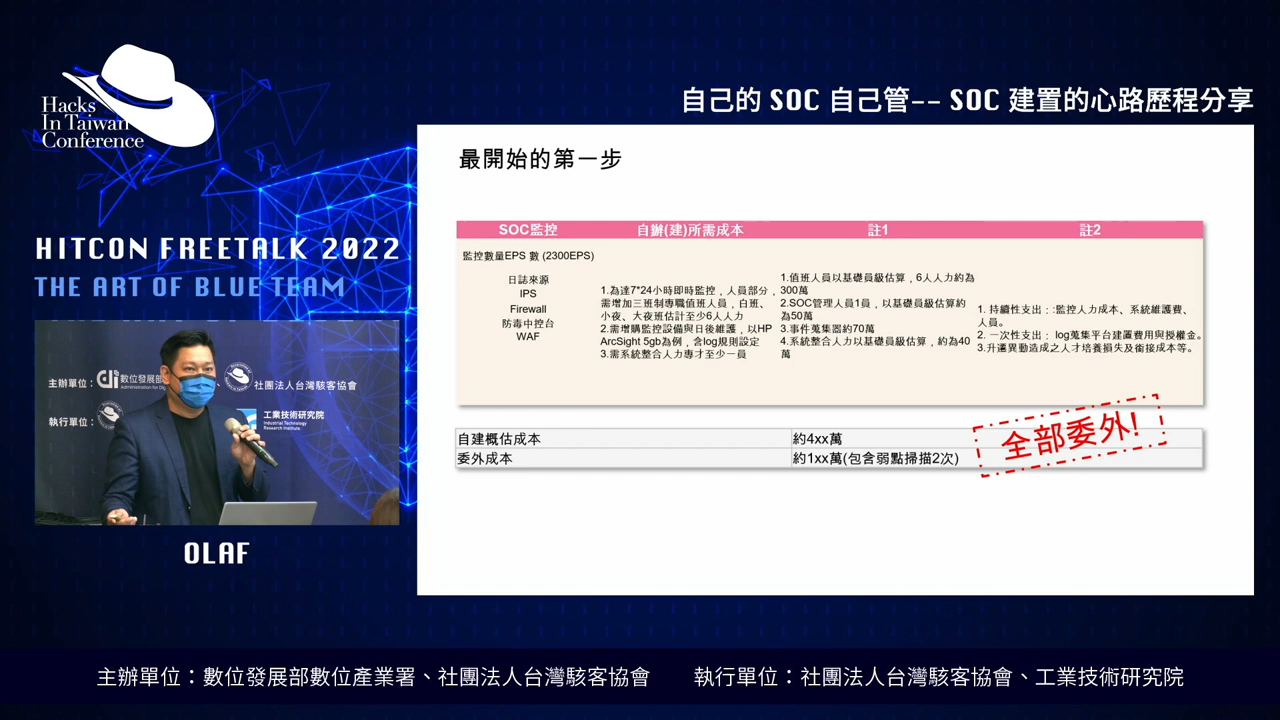 Hacks
In Taiwan
Conference
HITCON FREETALK 2022
THE ART OF BLUE TEAM
主辦單位：
數位發展部
社團法人台灣駭客協會
執行單位：
工業技術研究院
Industrial Technology
Research Institute
OLAF
自己的 SOC 自己管-- SOC 建置的心路歷程分享
最開始的第一步
SOC監控 自辦(建)所需成本 註1 註2
監控數量EPS 數 (2300EPS)
日誌來源
IPS
Firewall
防毒中控台
WAF
1.為達7*24小時即時監控，人員部分，
需增加三班制專職值班人員，白班、
小夜、大夜班估計至少6人人力
2.需增購監控設備與日後維護，以HP
ArcSight 5gb為例，含log規則設定
3.需系統整合人力專才至少一員
1.值班人員以基礎員級估算，6人人力約為
300萬
2.SOC管理人員1員，以基礎員級估算約
為50萬
3.事件蒐集器約70萬
4.系統整合人力以基礎員級估算，約為40
萬
1. 持續性支出：:監控人力成本、系統維護費、
人員。
2. 一次性支出： log蒐集平台建置費用與授權金。
3.升遷異動造成之人才培養損失及銜接成本等。
自建概估成本 約4xx萬
委外成本 約1xx萬(包含弱點掃描2次)
全部委外!
主辦單位：數位發展部數位產業署、社團法人台灣駭客協會 執行單位：社團法人台灣駭客協會、工業技術研究院